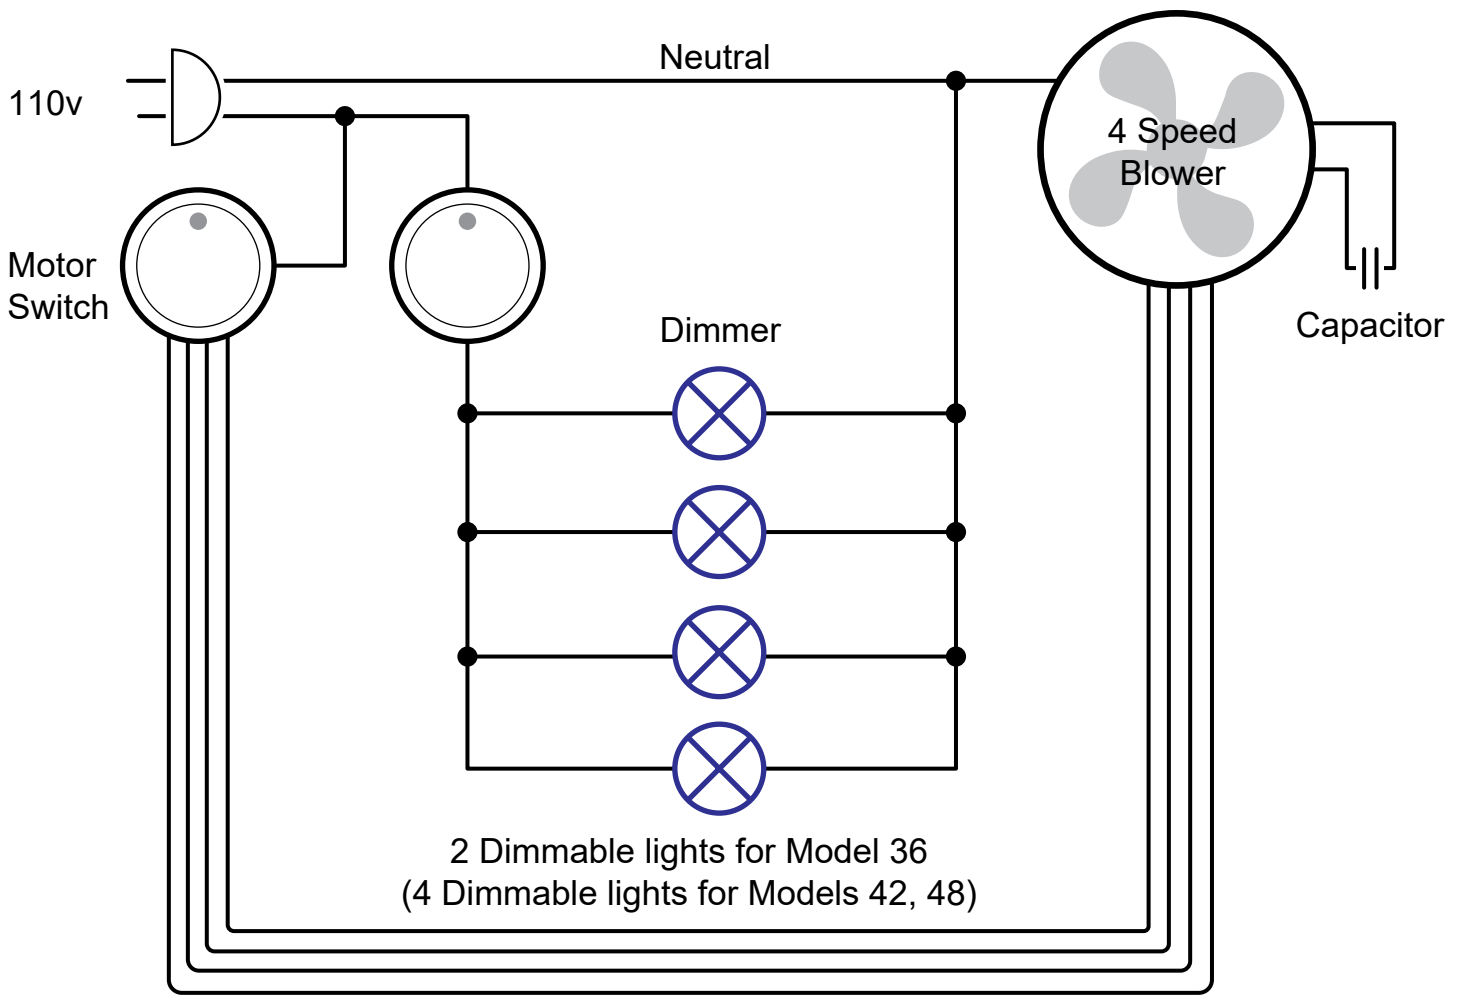 Neutral
110v
4 Speed
Blower
Motor
Switch
Dimmer
Capacitor
2 Dimmable lights for Model 36
(4 Dimmable lights for Models 42, 48)